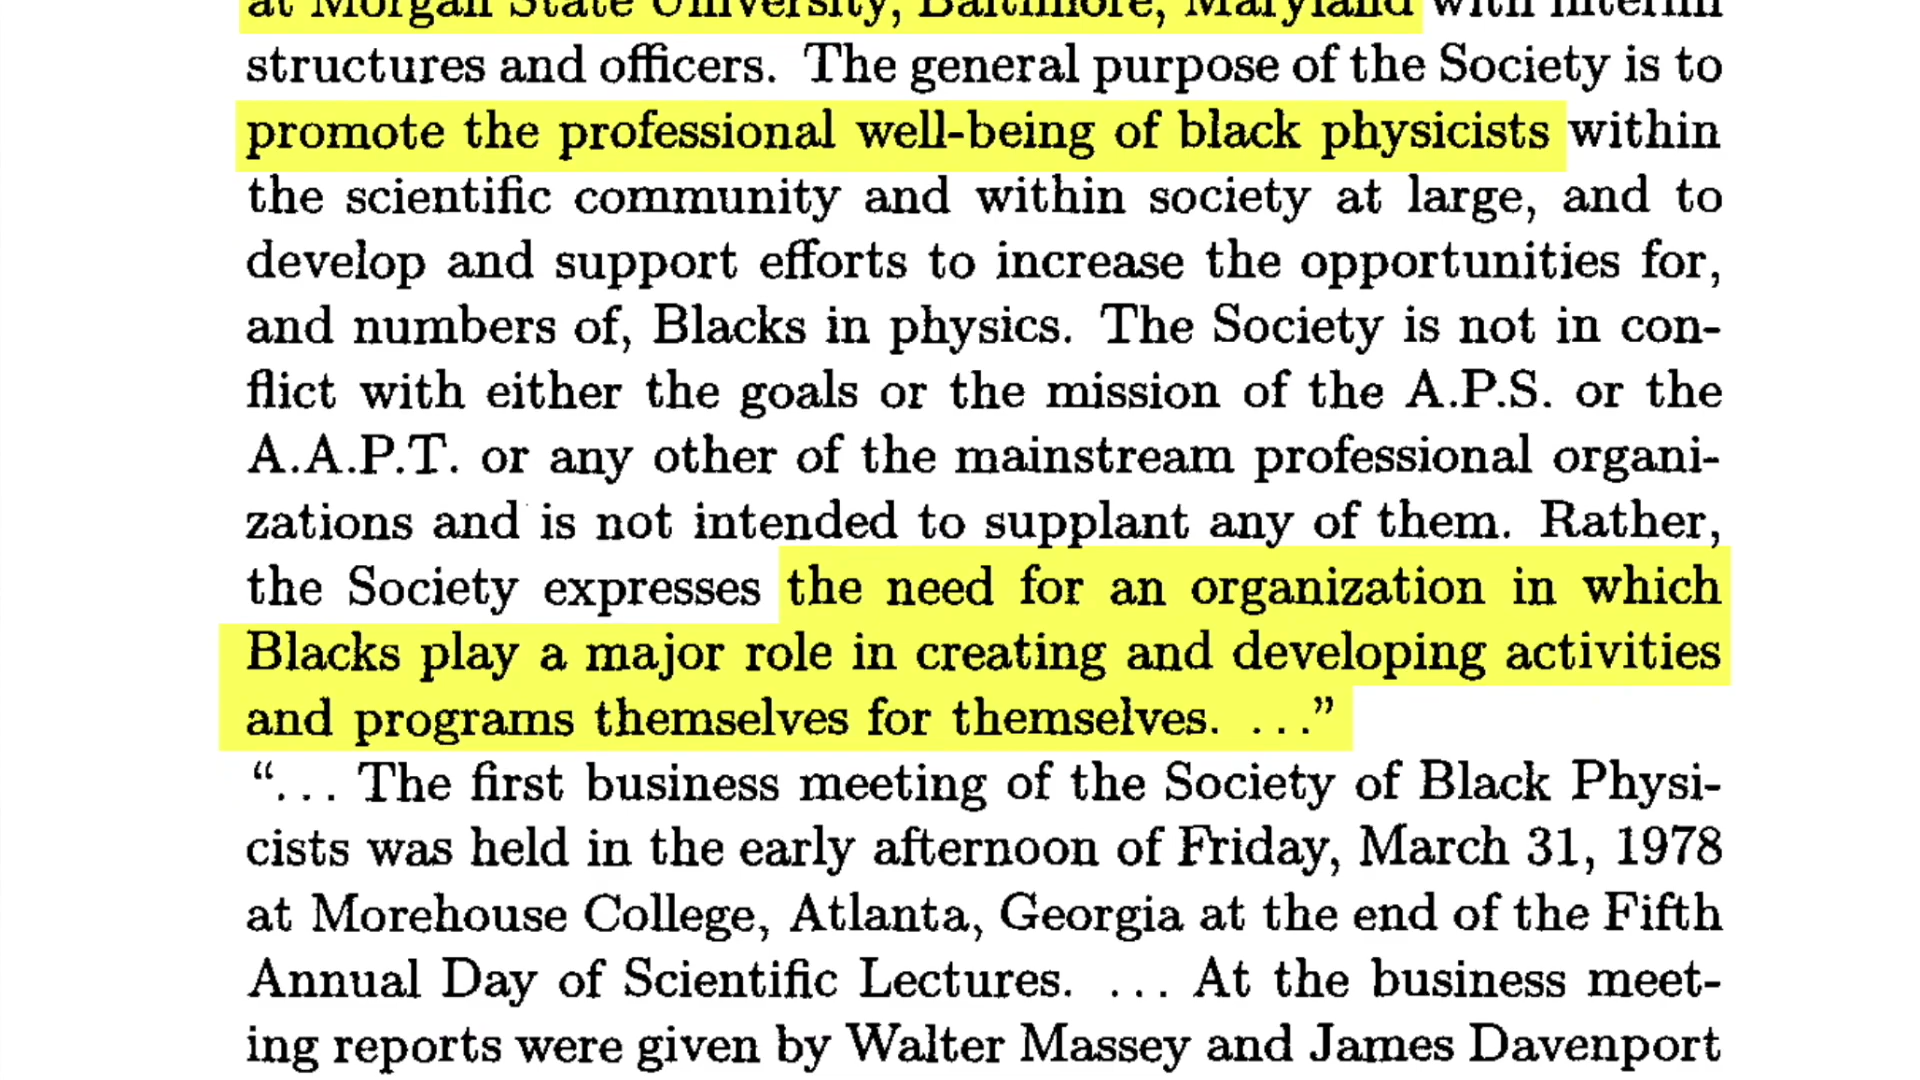 at Morgan State University, Baltimore, Maryland with interim
structures and officers. The general purpose of the Society is to
promote the professional well-being of black physicists within
the scientific community and within society at large, and to
develop and support efforts to increase the opportunities for,
and numbers of, Blacks in physics. The Society is not in con-
flict with either the goals or the mission of the A.P.S. or the
A.A.P.T. or any other of the mainstream professional organi-
zations and is not intended to supplant any of them. Rather,
the Society expresses the need for an organization in which
Blacks play a major role in creating and developing activities
and programs themselves for themselves. ...”
“... The first business meeting of the Society of Black Physi-
cists was held in the early afternoon of Friday, March 31, 1978
at Morehouse College, Atlanta, Georgia at the end of the Fifth
Annual Day of Scientific Lectures. ... At the business meet-
ing reports were given by Walter Massey and James Davenport